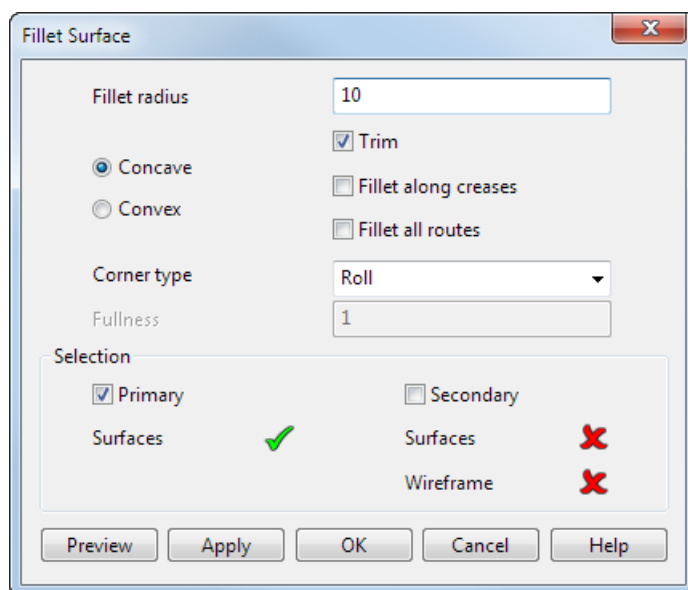 Fillet Surface
Fillet radius 10
Trim
Concave
Fillet along creases
Convex
Fillet all routes
Corner type Roll
Fullness 1
Selection
Primary Secondary
Surfaces Surfaces
Wireframe
Preview Apply OK Cancel Help